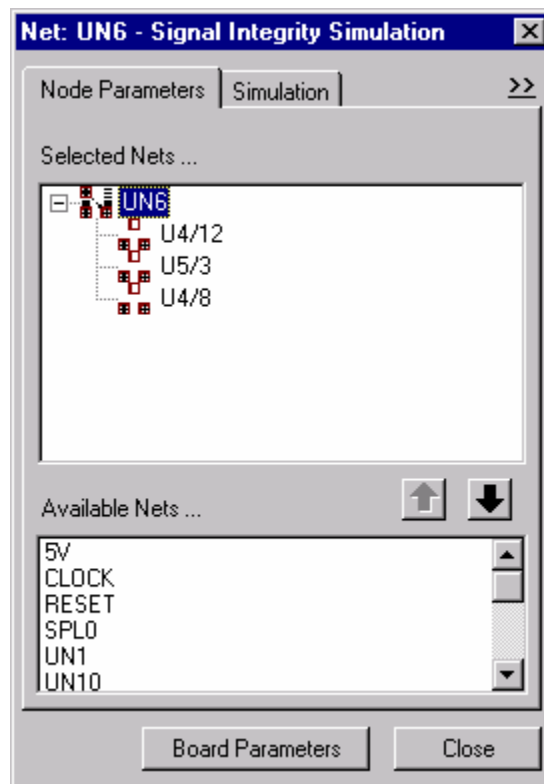 Net: UN6 - Signal Integrity Simulation
Node Parameters Simulation >>
Selected Nets ...
UN6
U4/12
U5/3
U4/8
Available Nets ...
5V
CLOCK
RESET
SPL0
UN1
UN10
Board Parameters Close